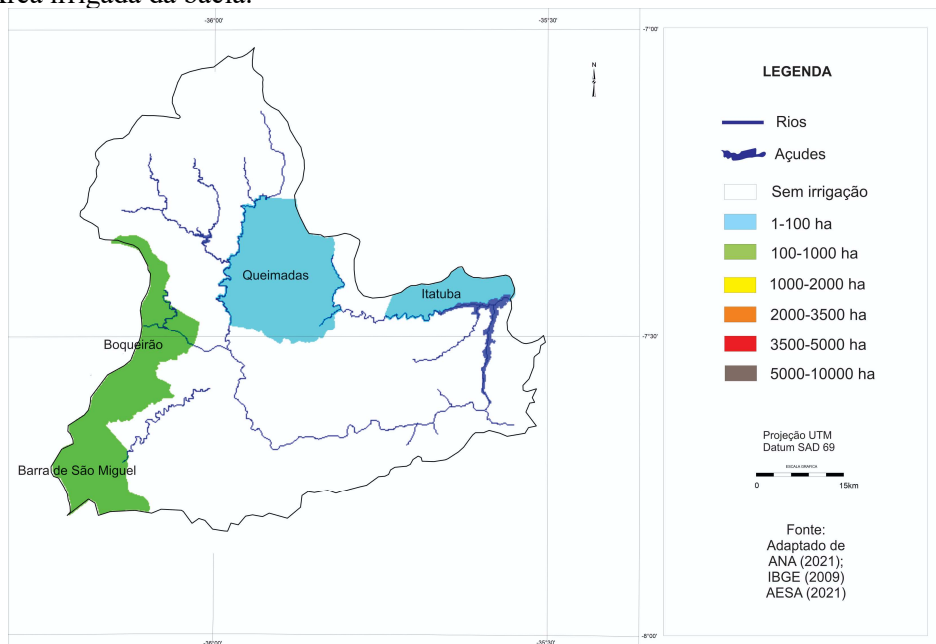 Área irrigada da bacia.
-36°00'
-35°30'
-7°00'
N
LEGENDA
Rios
Açudes
Sem irrigação
1-100 ha
100-1000 ha
1000-2000 ha
2000-3500 ha
3500-5000 ha
5000-10000 ha
Queimadas
Itatuba
Boqueirão
-7°30'
Barra de São Miguel
Projeção UTM
Datum SAD 69
ESCALA GRÁFICA
0 15km
Fonte:
Adaptado de
ANA (2021);
IBGE (2009)
AESA (2021)
-36°00'
-35°30'
-8°00'